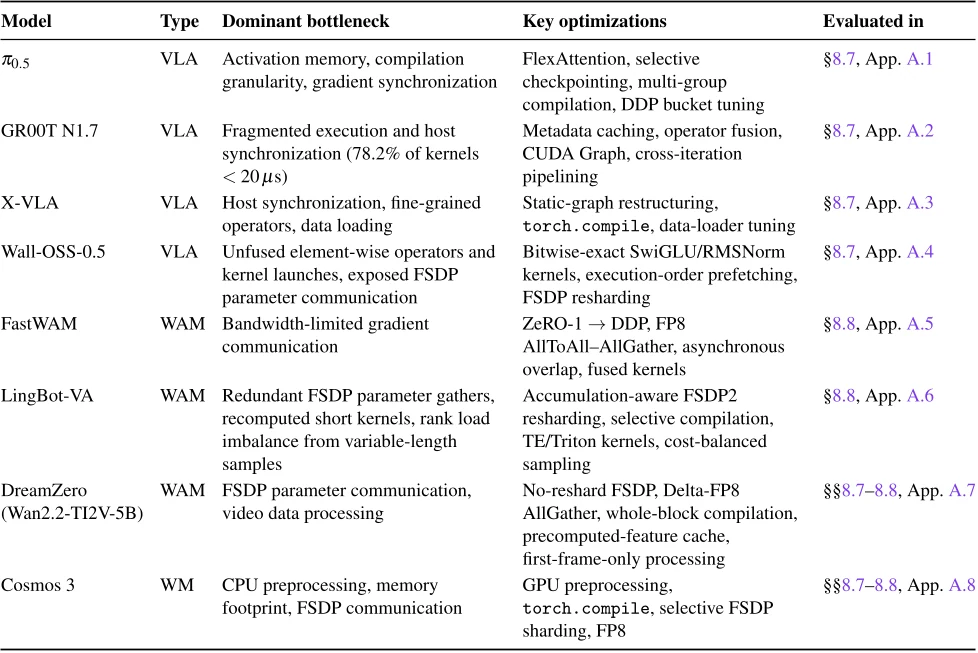 Model Type Dominant bottleneck Key optimizations Evaluated in
π0.5 VLA Activation memory, compilation FlexAttention, selective §8.7, App. A.1
granularity, gradient synchronization checkpointing, multi-group
compilation, DDP bucket tuning
GR00T N1.7 VLA Fragmented execution and host Metadata caching, operator fusion, §8.7, App. A.2
synchronization (78.2% of kernels CUDA Graph, cross-iteration
< 20 μs) pipelining
X-VLA VLA Host synchronization, fine-grained Static-graph restructuring, §8.7, App. A.3
operators, data loading torch.compile, data-loader tuning
Wall-OSS-0.5 VLA Unfused element-wise operators and Bitwise-exact SwiGLU/RMSNorm §8.7, App. A.4
kernel launches, exposed FSDP kernels, execution-order prefetching,
parameter communication FSDP resharding
FastWAM WAM Bandwidth-limited gradient ZeRO-1 → DDP, FP8 §8.8, App. A.5
communication AllToAll–AllGather, asynchronous
overlap, fused kernels
LingBot-VA WAM Redundant FSDP parameter gathers, Accumulation-aware FSDP2 §8.8, App. A.6
recomputed short kernels, rank load resharding, selective compilation,
imbalance from variable-length TE/Triton kernels, cost-balanced
samples sampling
DreamZero WAM FSDP parameter communication, No-reshard FSDP, Delta-FP8 §§8.7–8.8, App. A.7
(Wan2.2-TI2V-5B) video data processing AllGather, whole-block compilation,
precomputed-feature cache,
first-frame-only processing
Cosmos 3 WM CPU preprocessing, memory GPU preprocessing, §§8.7–8.8, App. A.8
footprint, FSDP communication torch.compile, selective FSDP
sharding, FP8